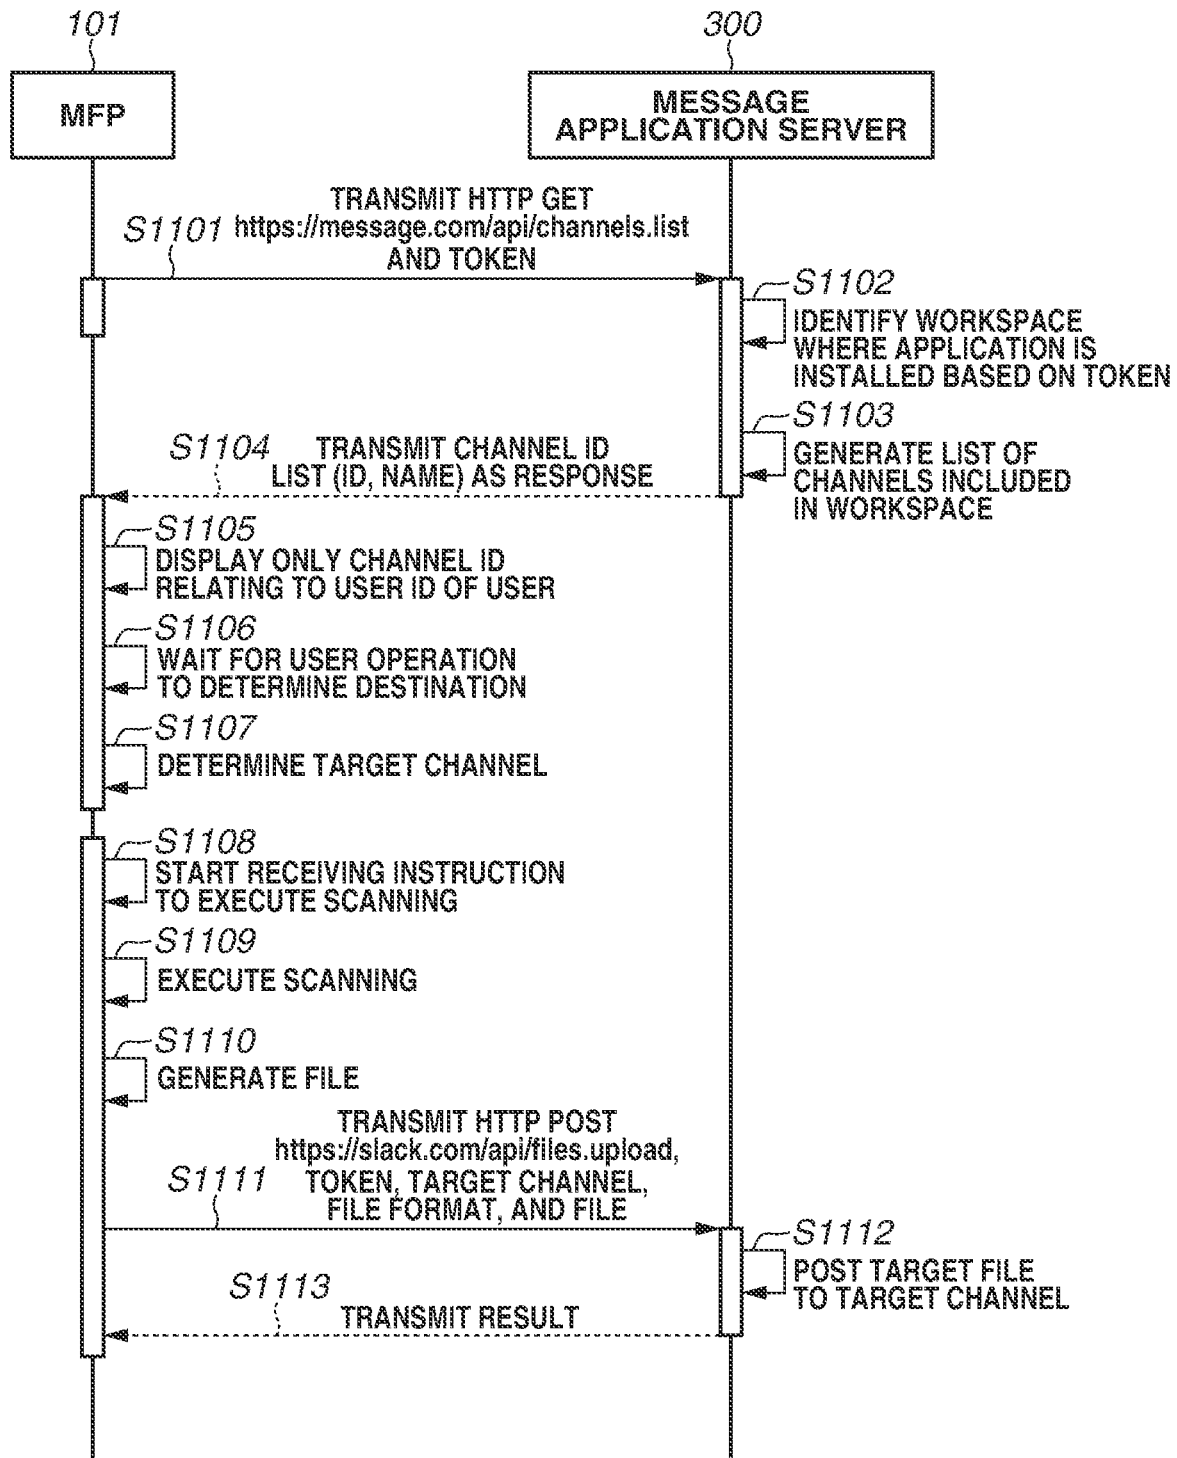 101
300
MFP
MESSAGE
APPLICATION SERVER
TRANSMIT HTTP GET
S1101
https://message.com/api/channels.list
AND TOKEN
S1102
IDENTIFY WORKSPACE
WHERE APPLICATION IS
INSTALLED BASED ON TOKEN
S1103
GENERATE LIST OF
CHANNELS INCLUDED
IN WORKSPACE
S1104
TRANSMIT CHANNEL ID
LIST (ID, NAME) AS RESPONSE
S1105
DISPLAY ONLY CHANNEL ID
RELATING TO USER ID OF USER
S1106
WAIT FOR USER OPERATION
TO DETERMINE DESTINATION
S1107
DETERMINE TARGET CHANNEL
S1108
START RECEIVING INSTRUCTION
TO EXECUTE SCANNING
S1109
EXECUTE SCANNING
S1110
GENERATE FILE
TRANSMIT HTTP POST
https://slack.com/api/files.upload,
S1111
TOKEN, TARGET CHANNEL,
FILE FORMAT, AND FILE
S1112
POST TARGET FILE
TO TARGET CHANNEL
S1113
TRANSMIT RESULT